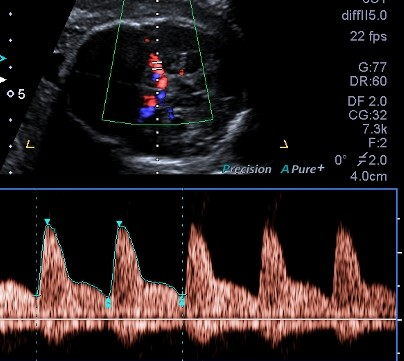 diffII5.0
22 fps
G:77
DR:60
DF 2.0
CG:32
7.3k
F:2
0° ≠2.0
4.0cm
5
Precision APure+